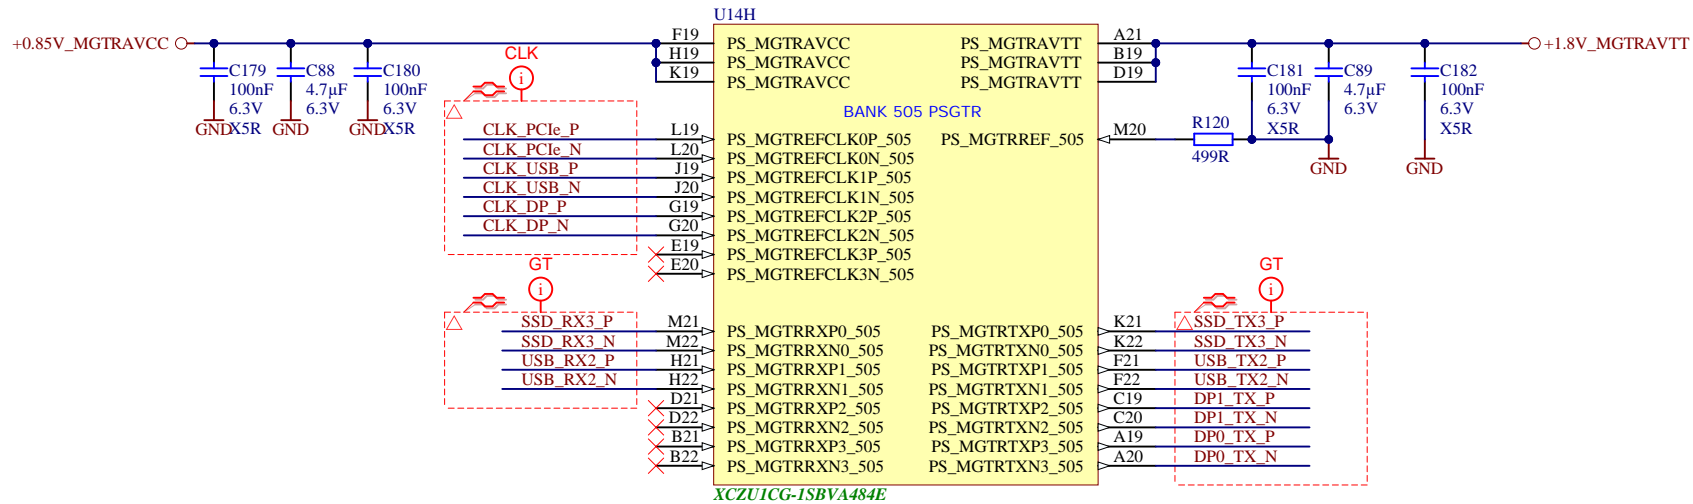 U14H
+0.85V_MGTRAVCC
C179
100nF
6.3V
X5R
GND
C88
4.7µF
6.3V
GND
C180
100nF
6.3V
X5R
GND
F19
H19
K19
PS_MGTRAVCC
PS_MGTRAVCC
PS_MGTRAVCC
PS_MGTRAVTT
PS_MGTRAVTT
PS_MGTRAVTT
A21
B19
D19
+1.8V_MGTRAVTT
C181
100nF
6.3V
X5R
C89
4.7µF
6.3V
GND
C182
100nF
6.3V
X5R
GND
BANK 505 PSGTR
CLK
i
CLK_PCIe_P L19 PS_MGTREFCLK0P_505
CLK_PCIe_N L20 PS_MGTREFCLK0N_505
CLK_USB_P J19 PS_MGTREFCLK1P_505
CLK_USB_N J20 PS_MGTREFCLK1N_505
CLK_DP_P G19 PS_MGTREFCLK2P_505
CLK_DP_N G20 PS_MGTREFCLK2N_505
E19 PS_MGTREFCLK3P_505
E20 PS_MGTREFCLK3N_505
PS_MGTRREF_505 M20
R120
499R
GT
i
SSD_RX3_P M21 PS_MGTRRXP0_505
SSD_RX3_N M22 PS_MGTRRXN0_505
USB_RX2_P H21 PS_MGTRRXP1_505
USB_RX2_N H22 PS_MGTRRXN1_505
D21 PS_MGTRRXP2_505
D22 PS_MGTRRXN2_505
B21 PS_MGTRRXP3_505
B22 PS_MGTRRXN3_505
GT
i
PS_MGTRTXP0_505 K21 SSD_TX3_P
PS_MGTRTXN0_505 K22 SSD_TX3_N
PS_MGTRTXP1_505 F21 USB_TX2_P
PS_MGTRTXN1_505 F22 USB_TX2_N
PS_MGTRTXP2_505 C19 DP1_TX_P
PS_MGTRTXN2_505 C20 DP1_TX_N
PS_MGTRTXP3_505 A19 DP0_TX_P
PS_MGTRTXN3_505 A20 DP0_TX_N
XCZU1CG-1SBVA484E